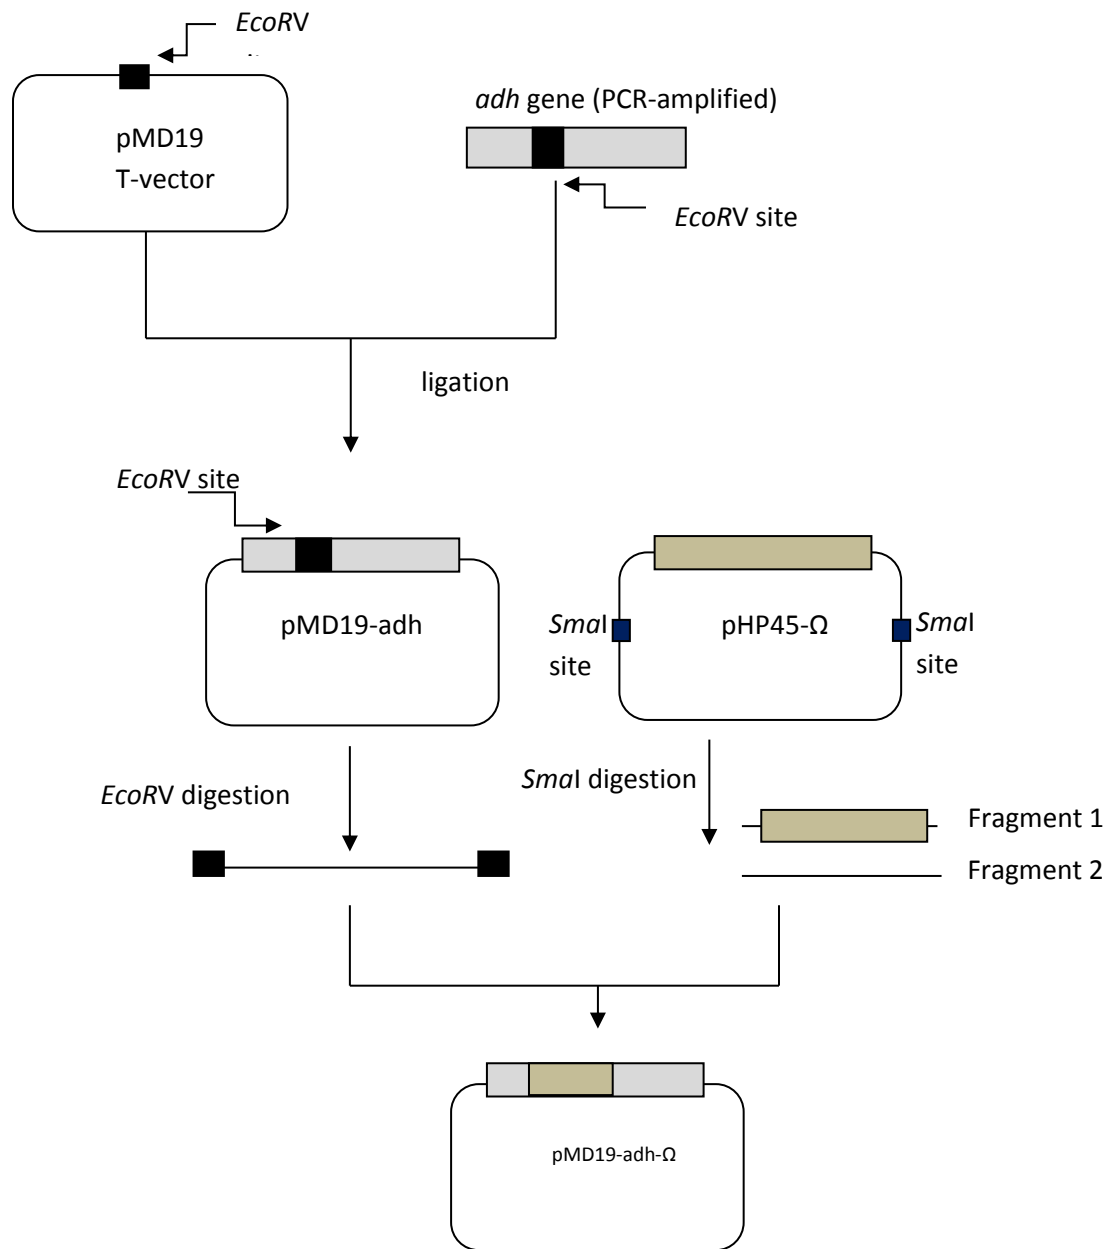 EcoRV
pMD19
T-vector
adh gene (PCR-amplified)
EcoRV site
ligation
EcoRV site
pMD19-adh
SmaI
site
pHP45-Ω
SmaI
site
EcoRV digestion
SmaI digestion
Fragment 1
Fragment 2
pMD19-adh-Ω